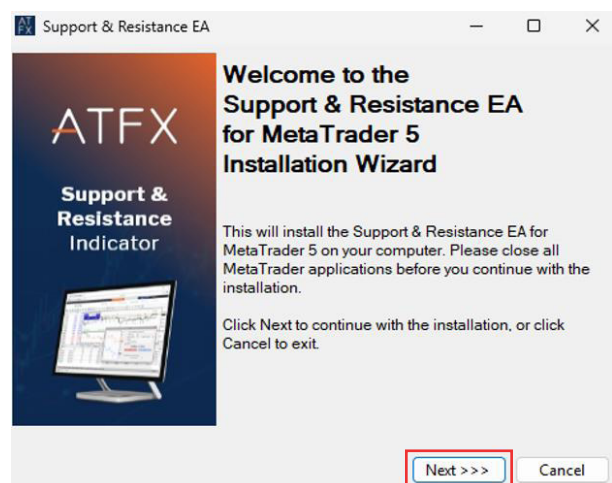 AT
FX
Support & Resistance EA
ATFX
Support &
Resistance
Indicator
Welcome to the
Support & Resistance EA
for MetaTrader 5
Installation Wizard
This will install the Support & Resistance EA for
MetaTrader 5 on your computer. Please close all
MetaTrader applications before you continue with the
installation.
Click Next to continue with the installation, or click
Cancel to exit.
Next >>>
Cancel